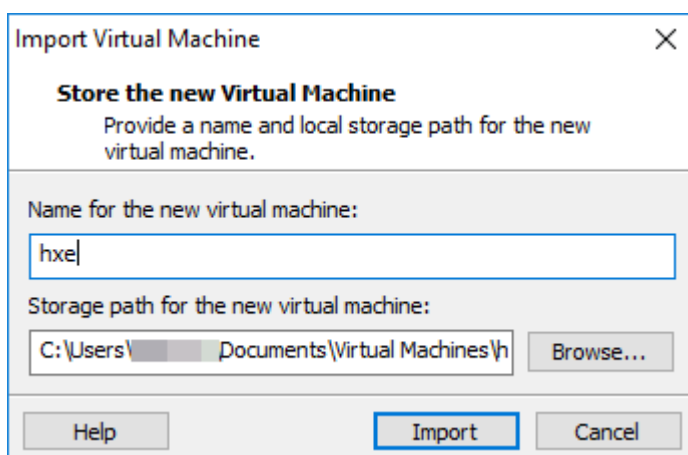 Import Virtual Machine
Store the new Virtual Machine
Provide a name and local storage path for the new
virtual machine.
Name for the new virtual machine:
hxe
Storage path for the new virtual machine:
C:\Users\ Documents\Virtual Machines\h
Browse...
Help
Import
Cancel